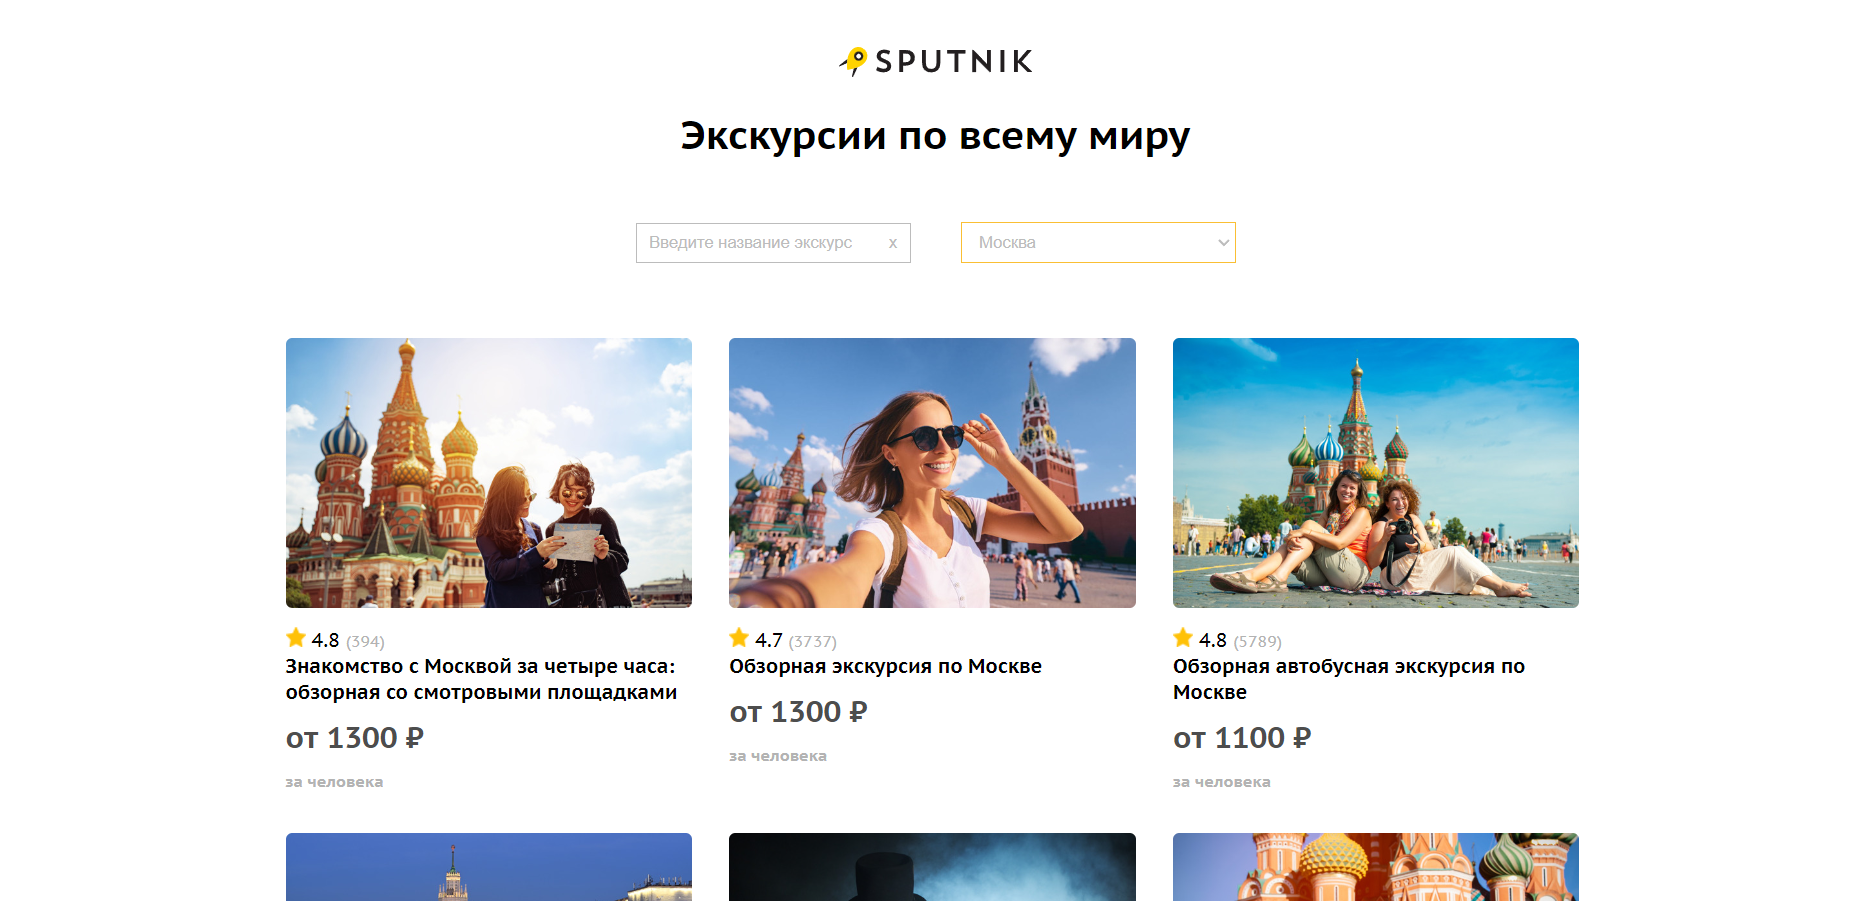 SPUTNIK
Экскурсии по всему миру
Введите название экскурс
x
Москва
4.8 (394)
Знакомство с Москвой за четыре часа:
обзорная со смотровыми площадками
от 1300 ₽
за человека
4.7 (3737)
Обзорная экскурсия по Москве
от 1300 ₽
за человека
4.8 (5789)
Обзорная автобусная экскурсия по
Москве
от 1100 ₽
за человека